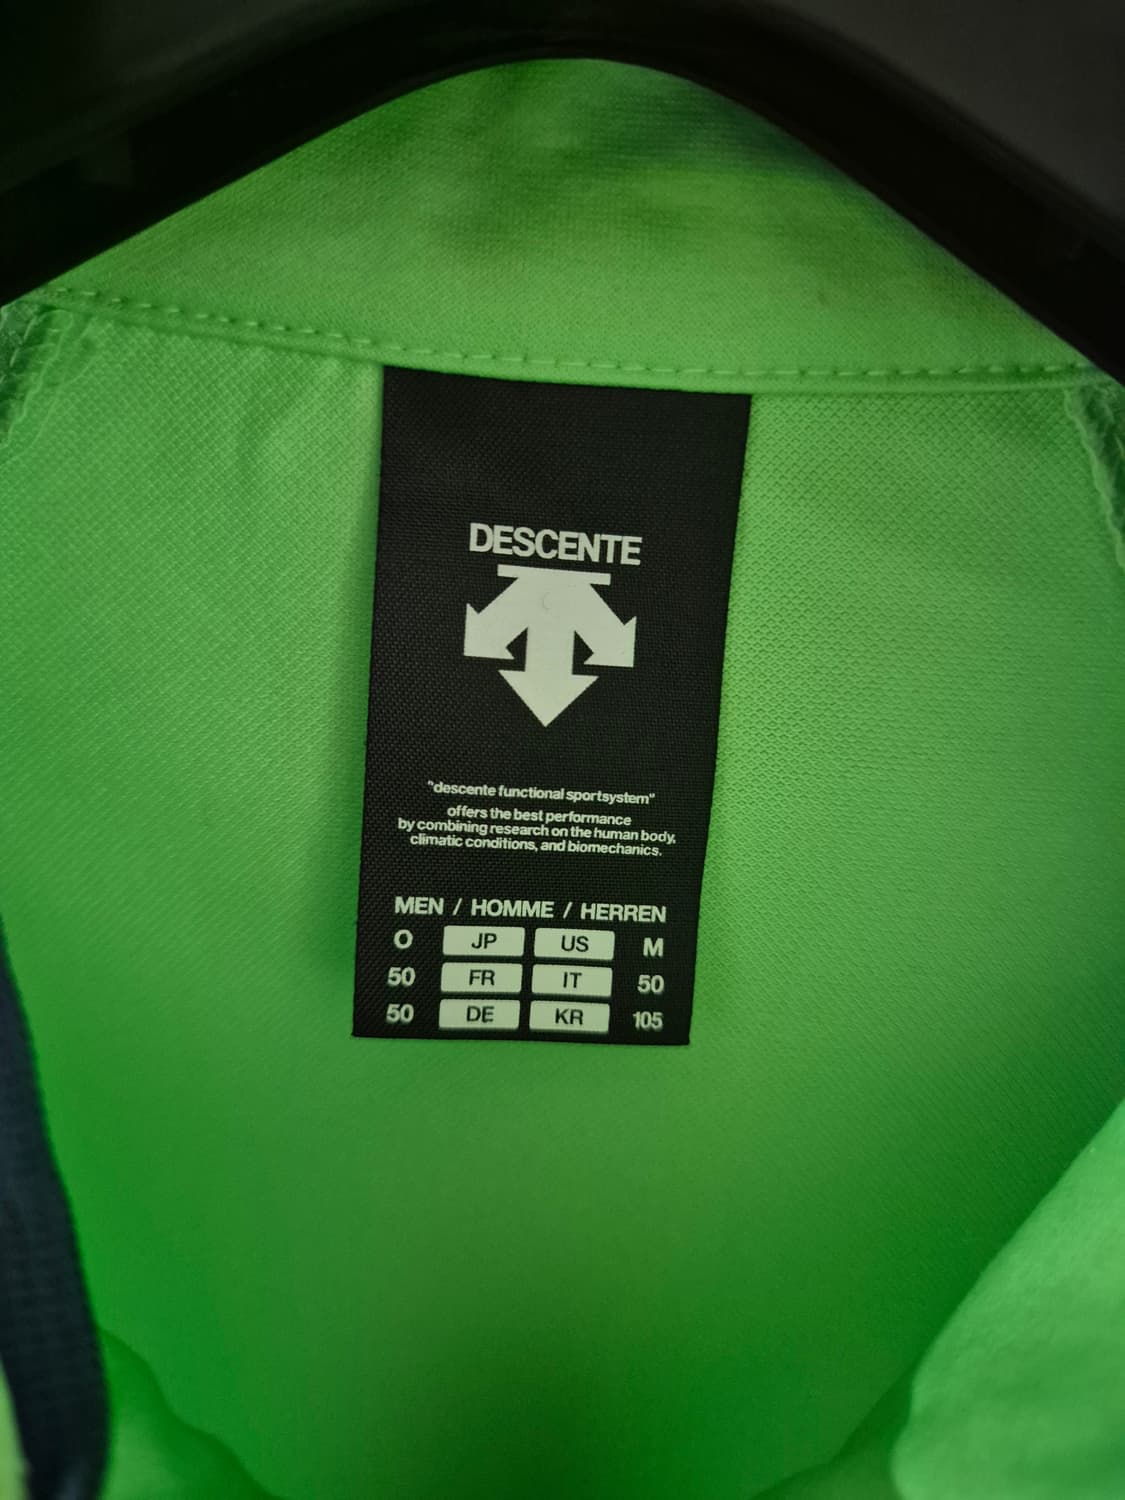 DESCENTE
"descente functional sportsystem"
offers the best performance
by combining research on the human body,
climatic conditions, and biomechanics.
MEN / HOMME / HERREN
O JP US M
50 FR IT 50
50 DE KR 105